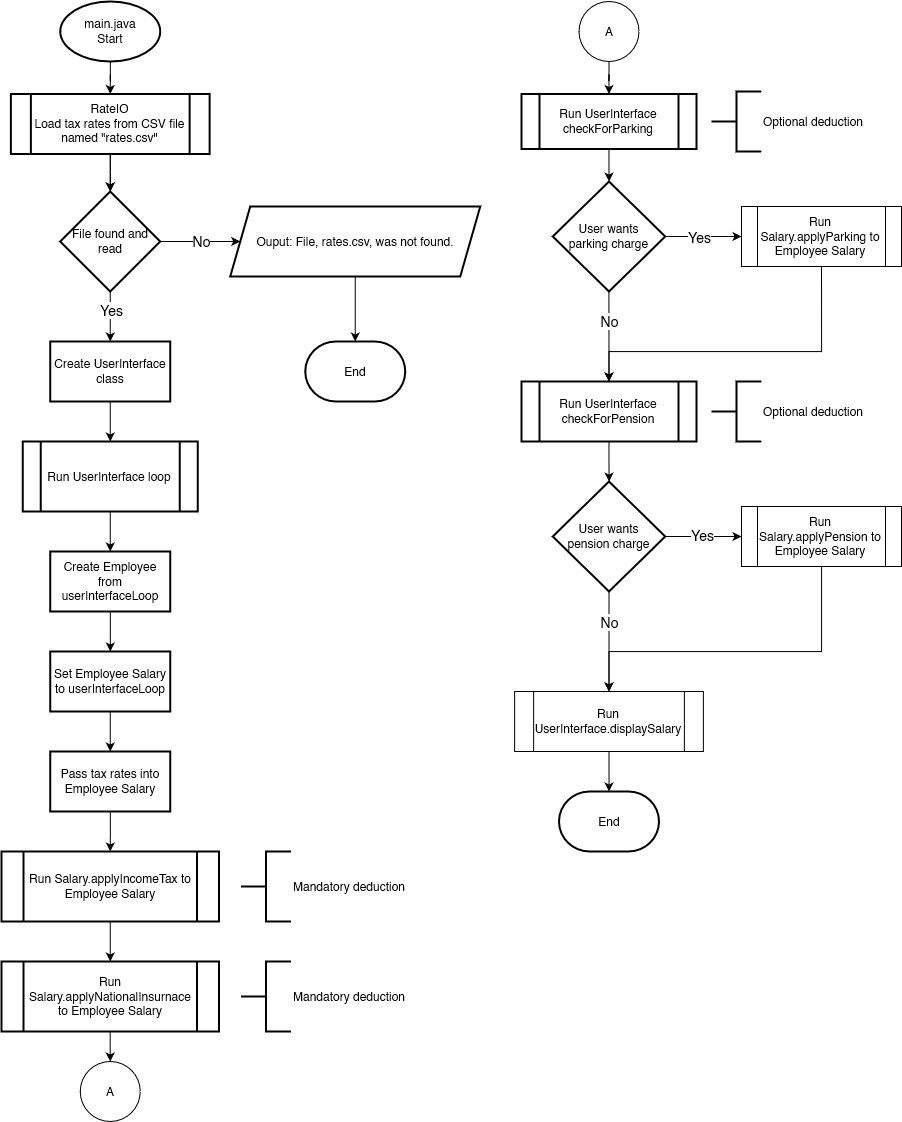 main.java
Start
RateIO
Load tax rates from CSV file
named "rates.csv"
File found and
read
No
Ouput: File, rates.csv, was not found.
End
Yes
Create UserInterface
class
Run UserInterface loop
Create Employee
from
userInterfaceLoop
Set Employee Salary
to userInterfaceLoop
Pass tax rates into
Employee Salary
Run Salary.applyIncomeTax to
Employee Salary
Mandatory deduction
Run
Salary.applyNationalInsurnace
to Employee Salary
Mandatory deduction
A
A
Run UserInterface
checkForParking
Optional deduction
User wants
parking charge
Yes
Run
Salary.applyParking to
Employee Salary
No
Run UserInterface
checkForPension
Optional deduction
User wants
pension charge
Yes
Run
Salary.applyPension to
Employee Salary
No
Run
UserInterface.displaySalary
End